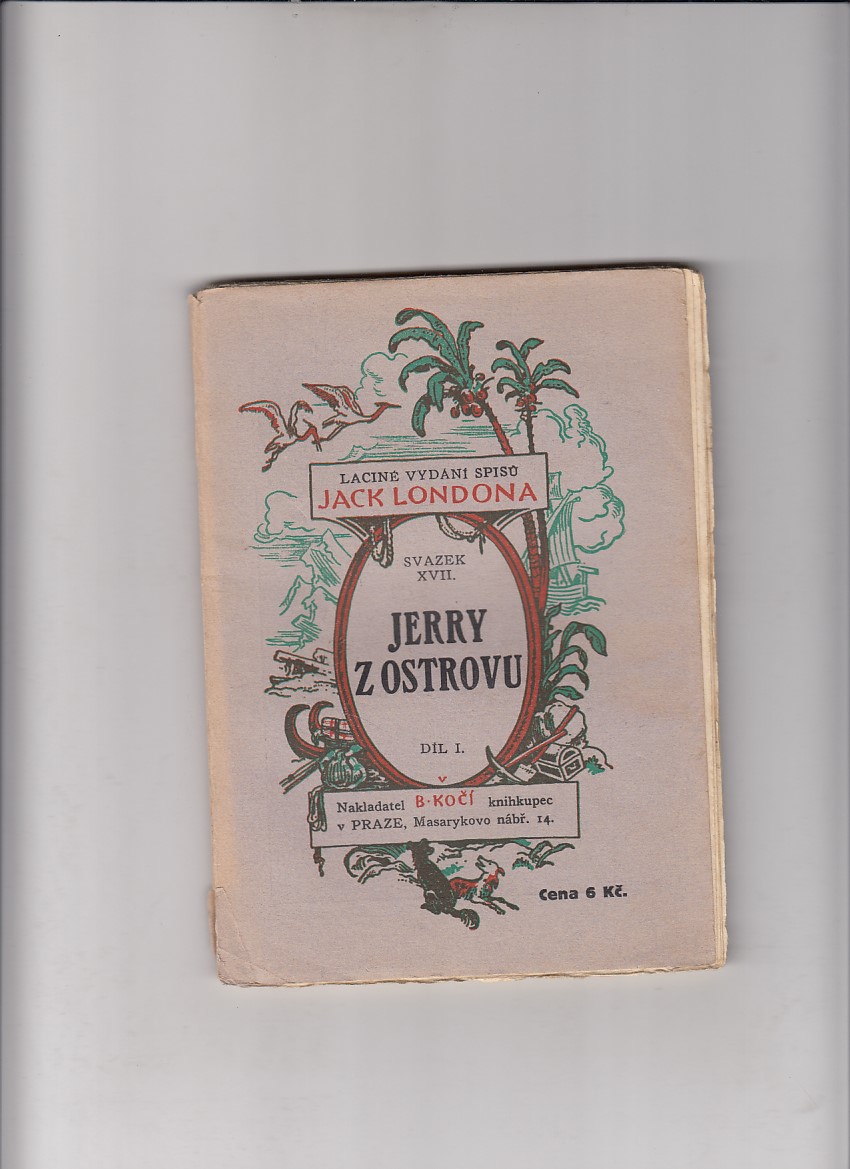 LACINÉ VYDÁNÍ SPISŮ
JACK LONDONA
SVAZEK
XVII.
JERRY
Z OSTROVU
DÍL I.
Nakladatel B·KOČÍ knihkupec
v PRAZE, Masarykovo nábř. 14.
Cena 6 Kč.